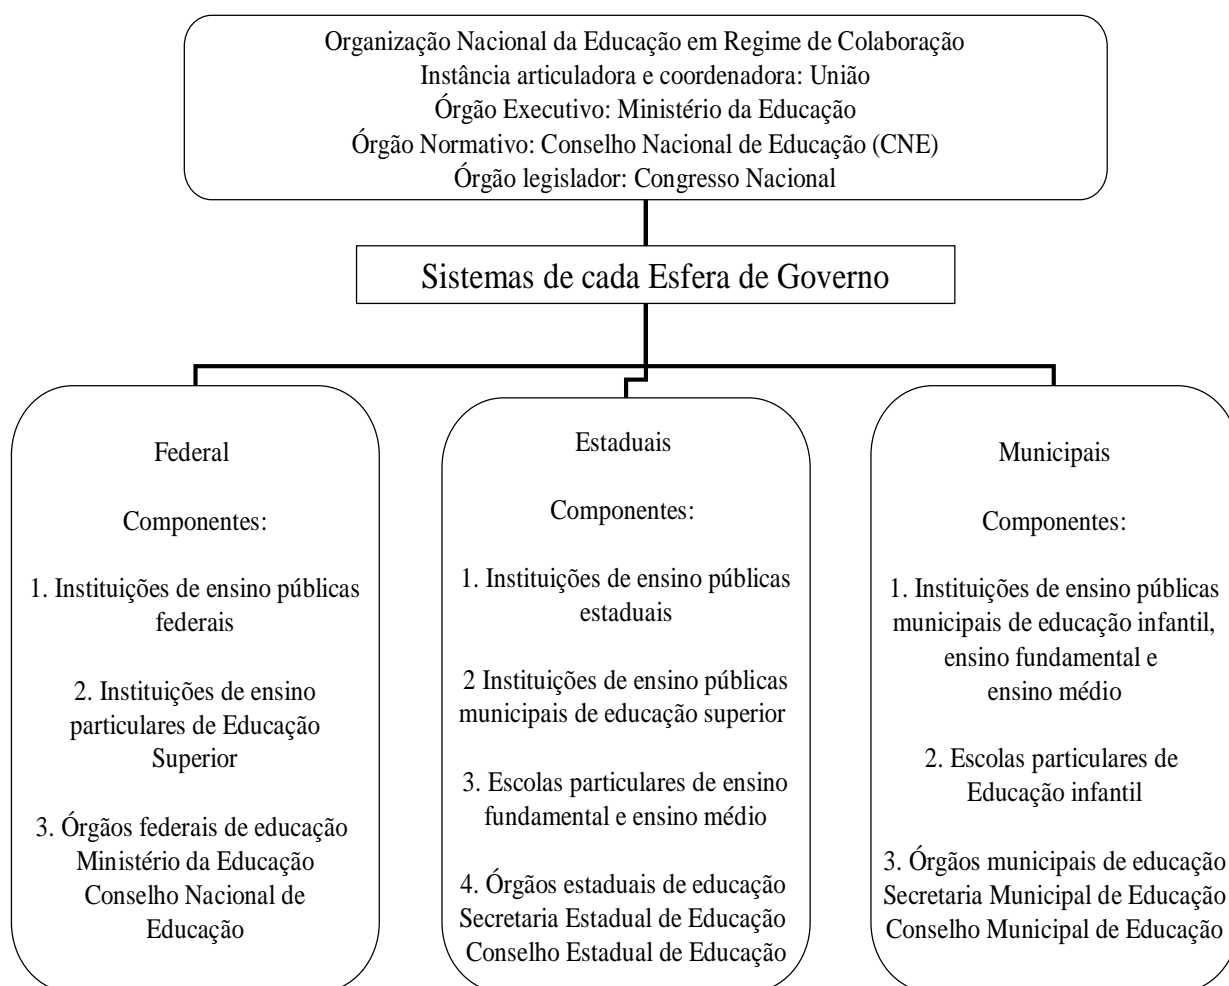 Organização Nacional da Educação em Regime de Colaboração
Instância articuladora e coordenadora: União
Órgão Executivo: Ministério da Educação
Órgão Normativo: Conselho Nacional de Educação (CNE)
Órgão legislador: Congresso Nacional
Sistemas de cada Esfera de Governo
Federal
Componentes:
1. Instituições de ensino públicas
federais
2. Instituições de ensino
particulares de Educação
Superior
3. Órgãos federais de educação
Ministério da Educação
Conselho Nacional de
Educação
Estaduais
Componentes:
1. Instituições de ensino públicas
estaduais
2 Instituições de ensino públicas
municipais de educação superior
3. Escolas particulares de ensino
fundamental e ensino médio
4. Órgãos estaduais de educação
Secretaria Estadual de Educação
Conselho Estadual de Educação
Municipais
Componentes:
1. Instituições de ensino públicas
municipais de educação infantil,
ensino fundamental e
ensino médio
2. Escolas particulares de
Educação infantil
3. Órgãos municipais de educação
Secretaria Municipal de Educação
Conselho Municipal de Educação